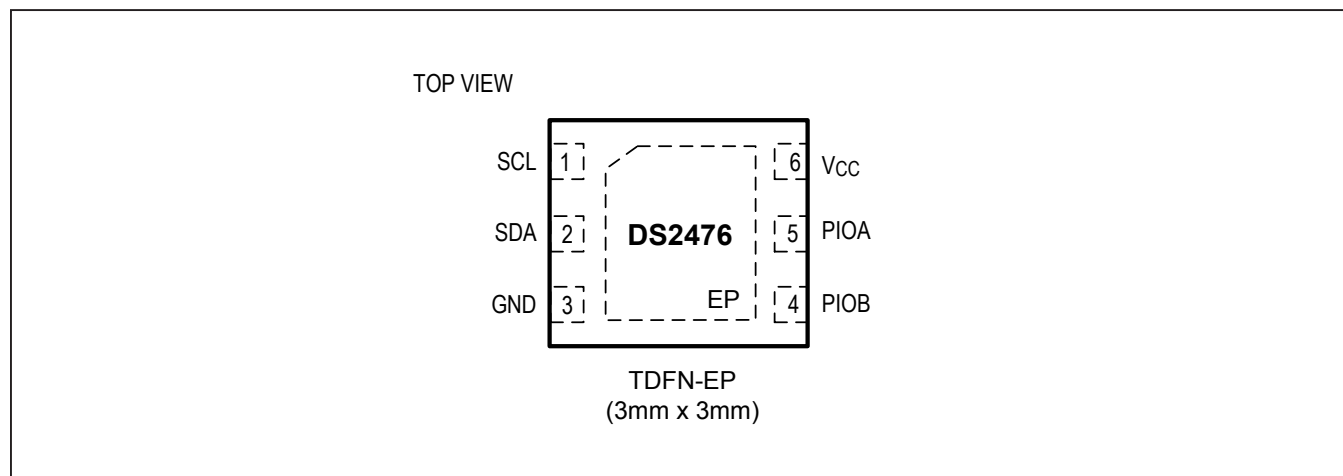 TOP VIEW
SCL 1
6 VCC
SDA 2
DS2476
5 PIOA
GND 3
EP
4 PIOB
TDFN-EP
(3mm x 3mm)